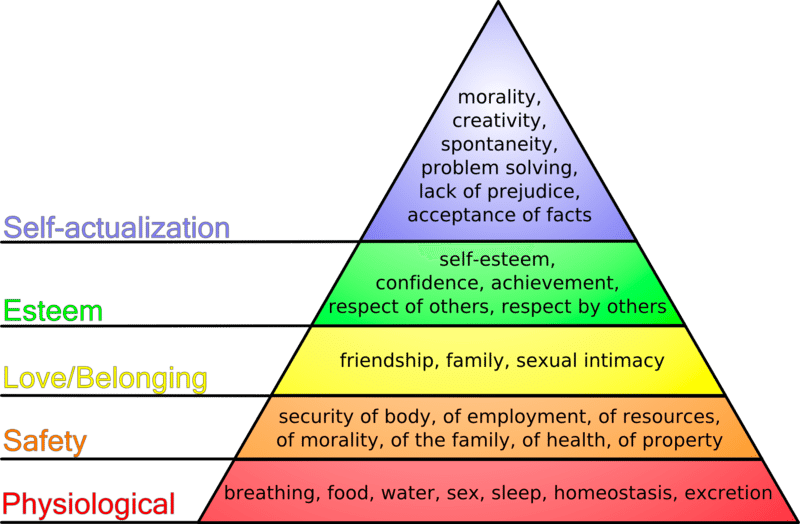 morality,
creativity,
spontaneity,
problem solving,
lack of prejudice,
acceptance of facts
Self-actualization
self-esteem,
confidence, achievement,
respect of others, respect by others
Esteem
friendship, family, sexual intimacy
Love/Belonging
security of body, of employment, of resources,
of morality, of the family, of health, of property
Safety
breathing, food, water, sex, sleep, homeostasis, excretion
Physiological